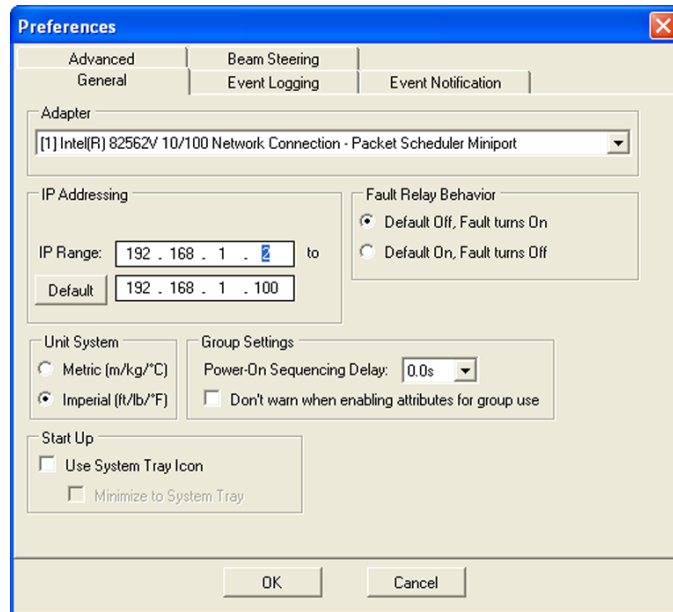 Preferences
Advanced Beam Steering
General Event Logging Event Notification
Adapter
[1] Intel(R) 82562V 10/100 Network Connection - Packet Scheduler Miniport
IP Addressing
IP Range: 192 . 168 . 1 . 2 to
Default 192 . 168 . 1 . 100
Fault Relay Behavior
Default Off, Fault turns On
Default On, Fault turns Off
Unit System
Metric (m/kg/°C)
Imperial (ft/lb/°F)
Group Settings
Power-On Sequencing Delay: 0.0s
Don't warn when enabling attributes for group use
Start Up
Use System Tray Icon
Minimize to System Tray
OK Cancel